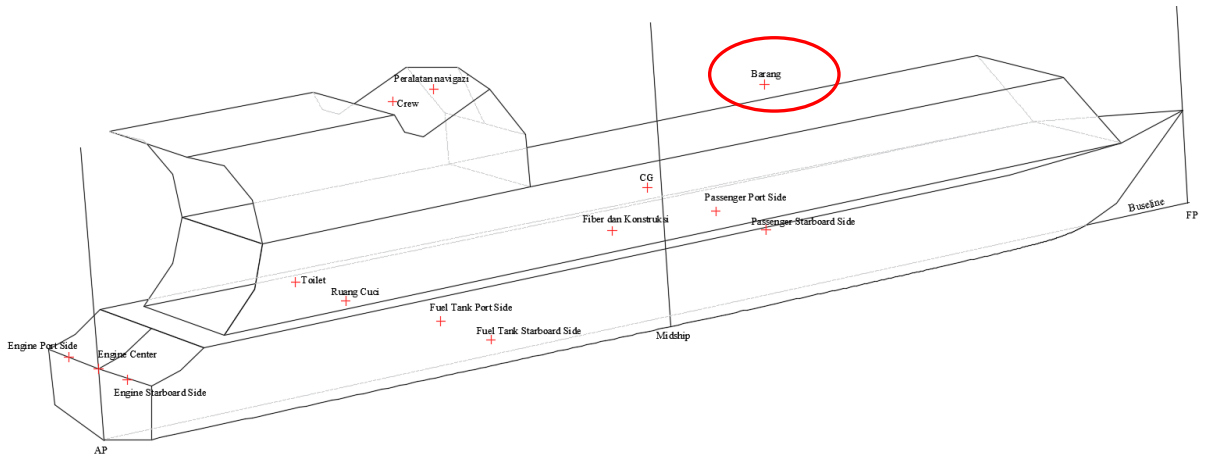 Barang
Peralatan navigazi
Crew
CG
Passenger Port Side
Buseline
FP
Fiber dan Konstruksi
Passenger Starboard Side
Toilet
Ruang Cuci
Fuel Tank Port Side
Fuel Tank Starboard Side
Midship
Engine Port Side
Engine Center
Engine Starboard Side
AP